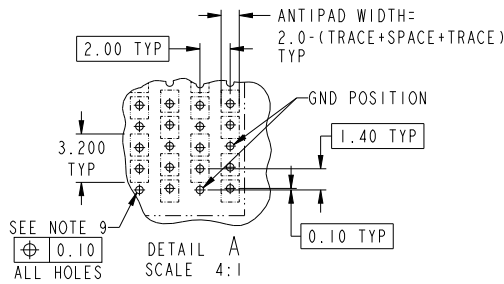 ANTIPAD WIDTH=
2.0-(TRACE+SPACE+TRACE)
TYP
2.00 TYP
GND POSITION
1.40 TYP
3.200
TYP
SEE NOTE 9
⌖ 0.10
ALL HOLES
0.10 TYP
DETAIL A
SCALE 4:1